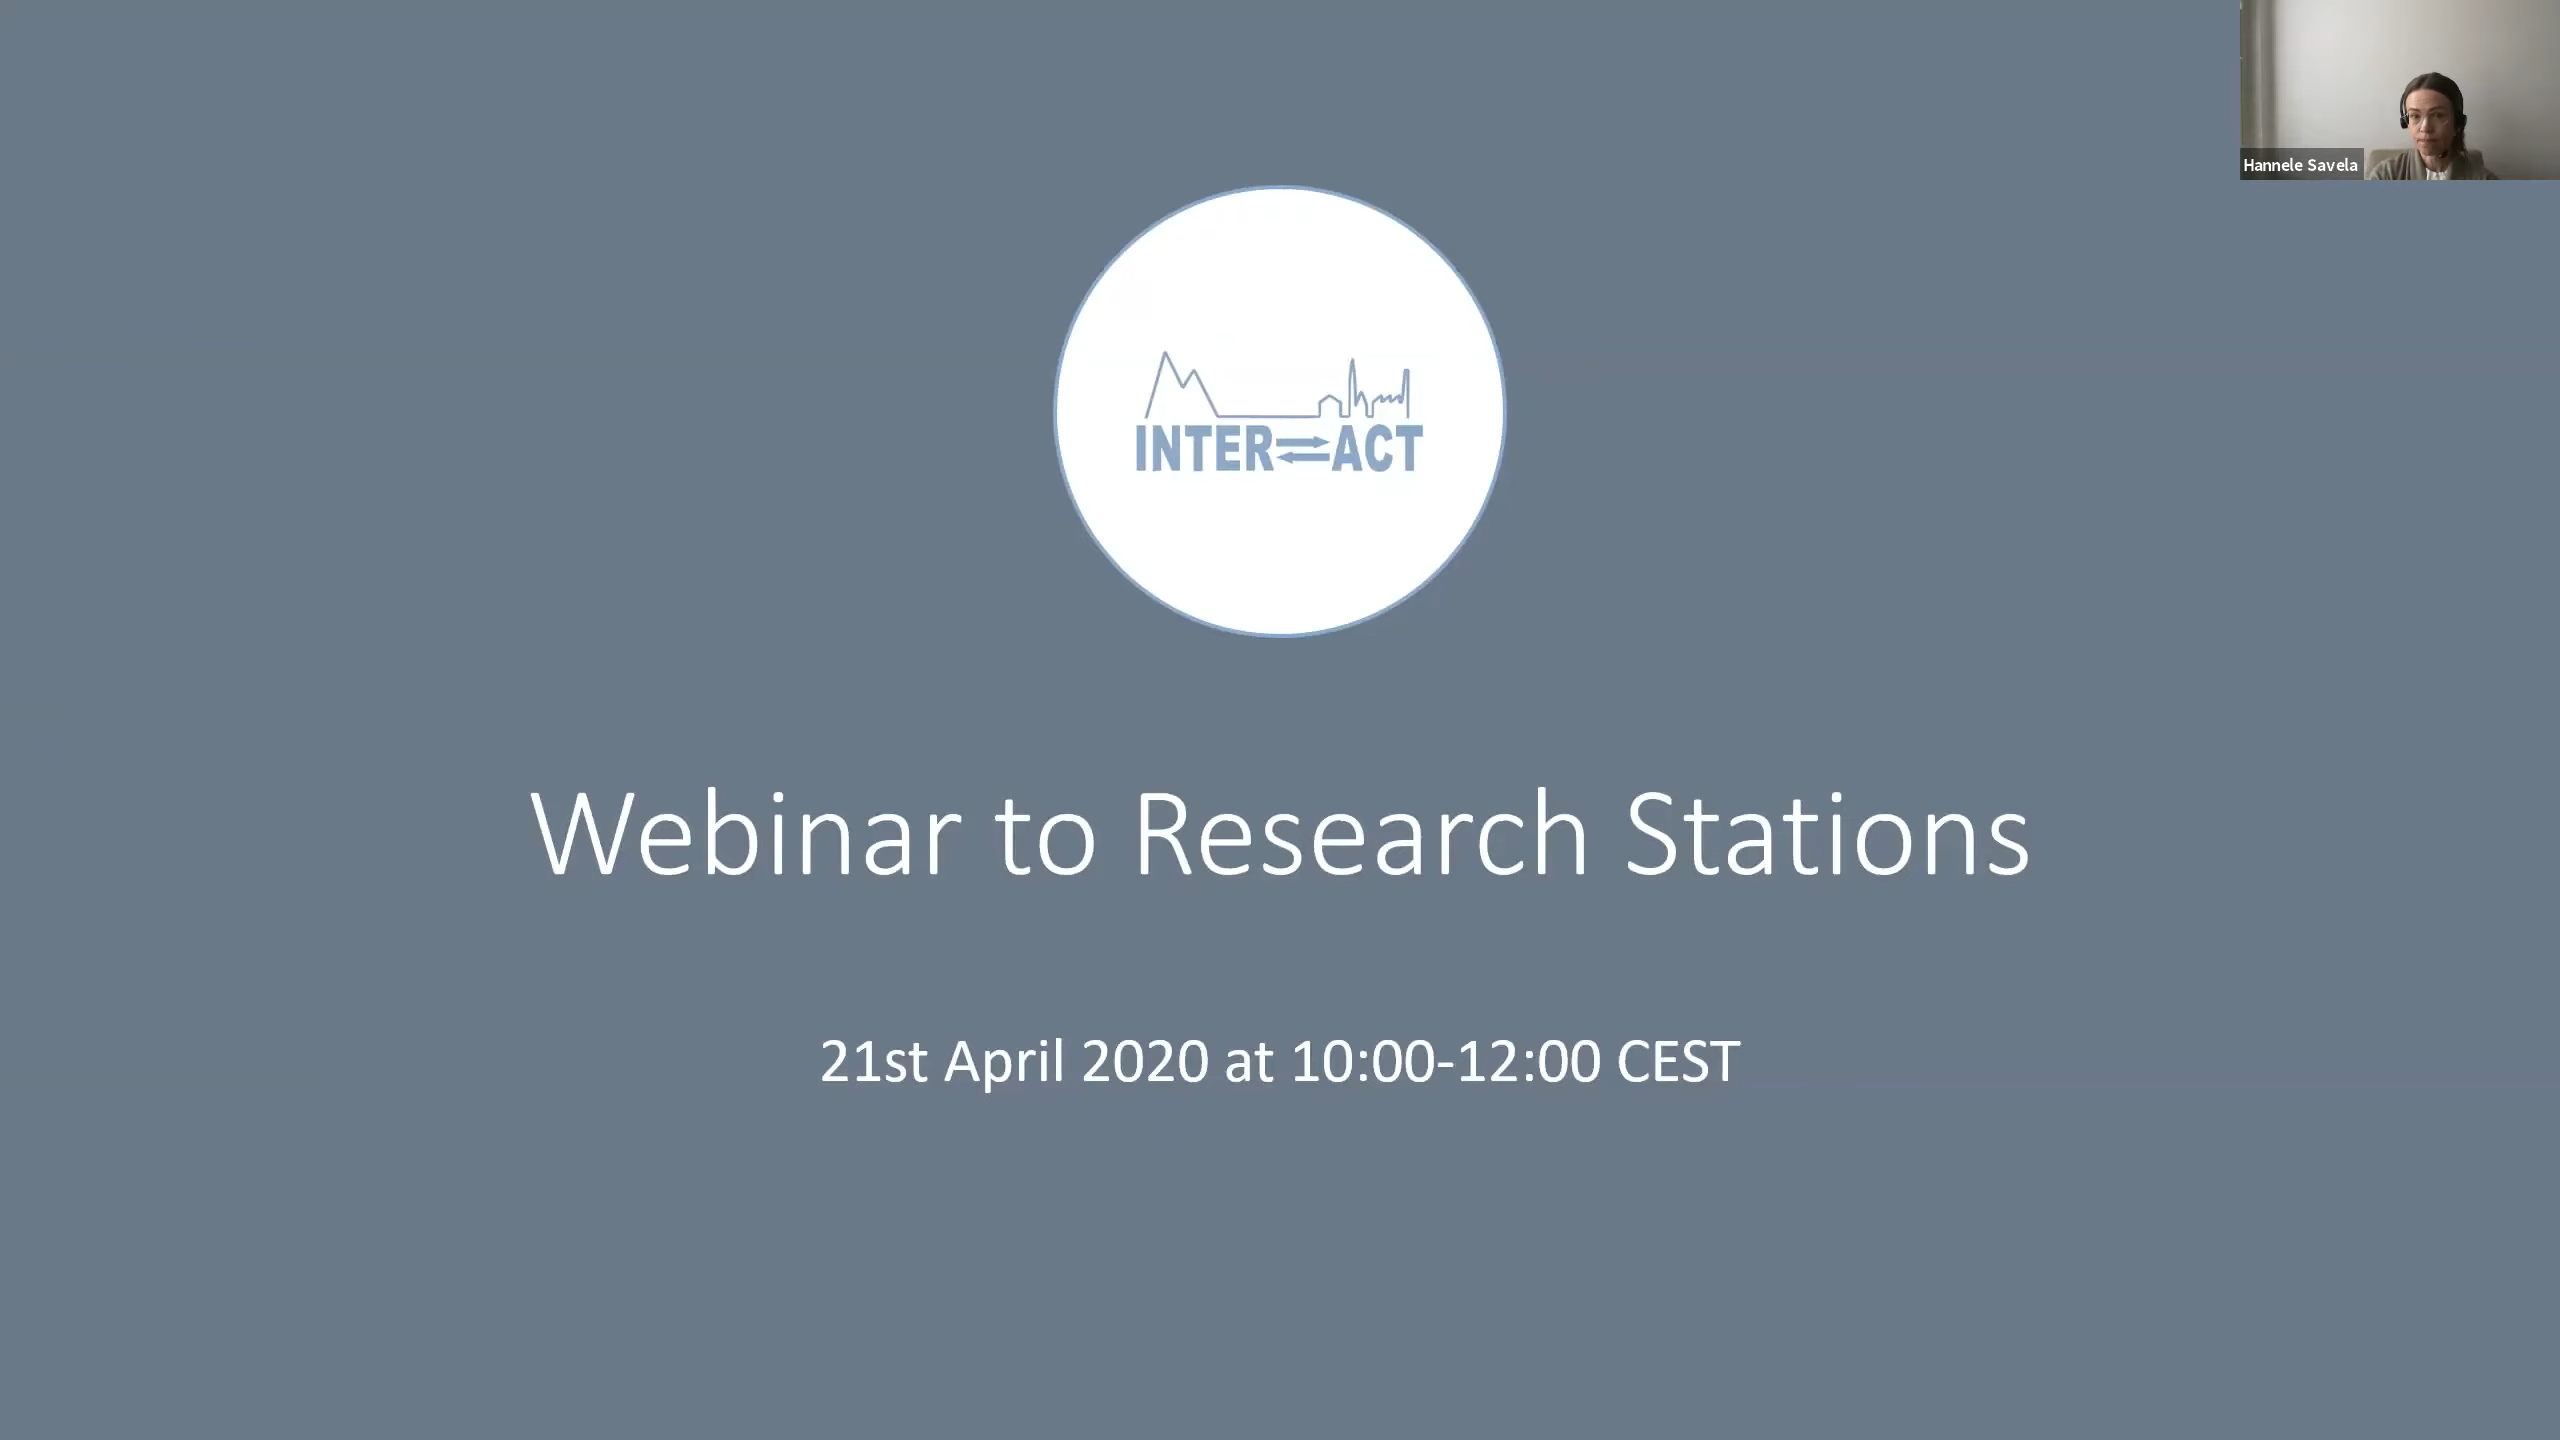 Hannele Savela
INTER⇌ACT
Webinar to Research Stations
21st April 2020 at 10:00-12:00 CEST